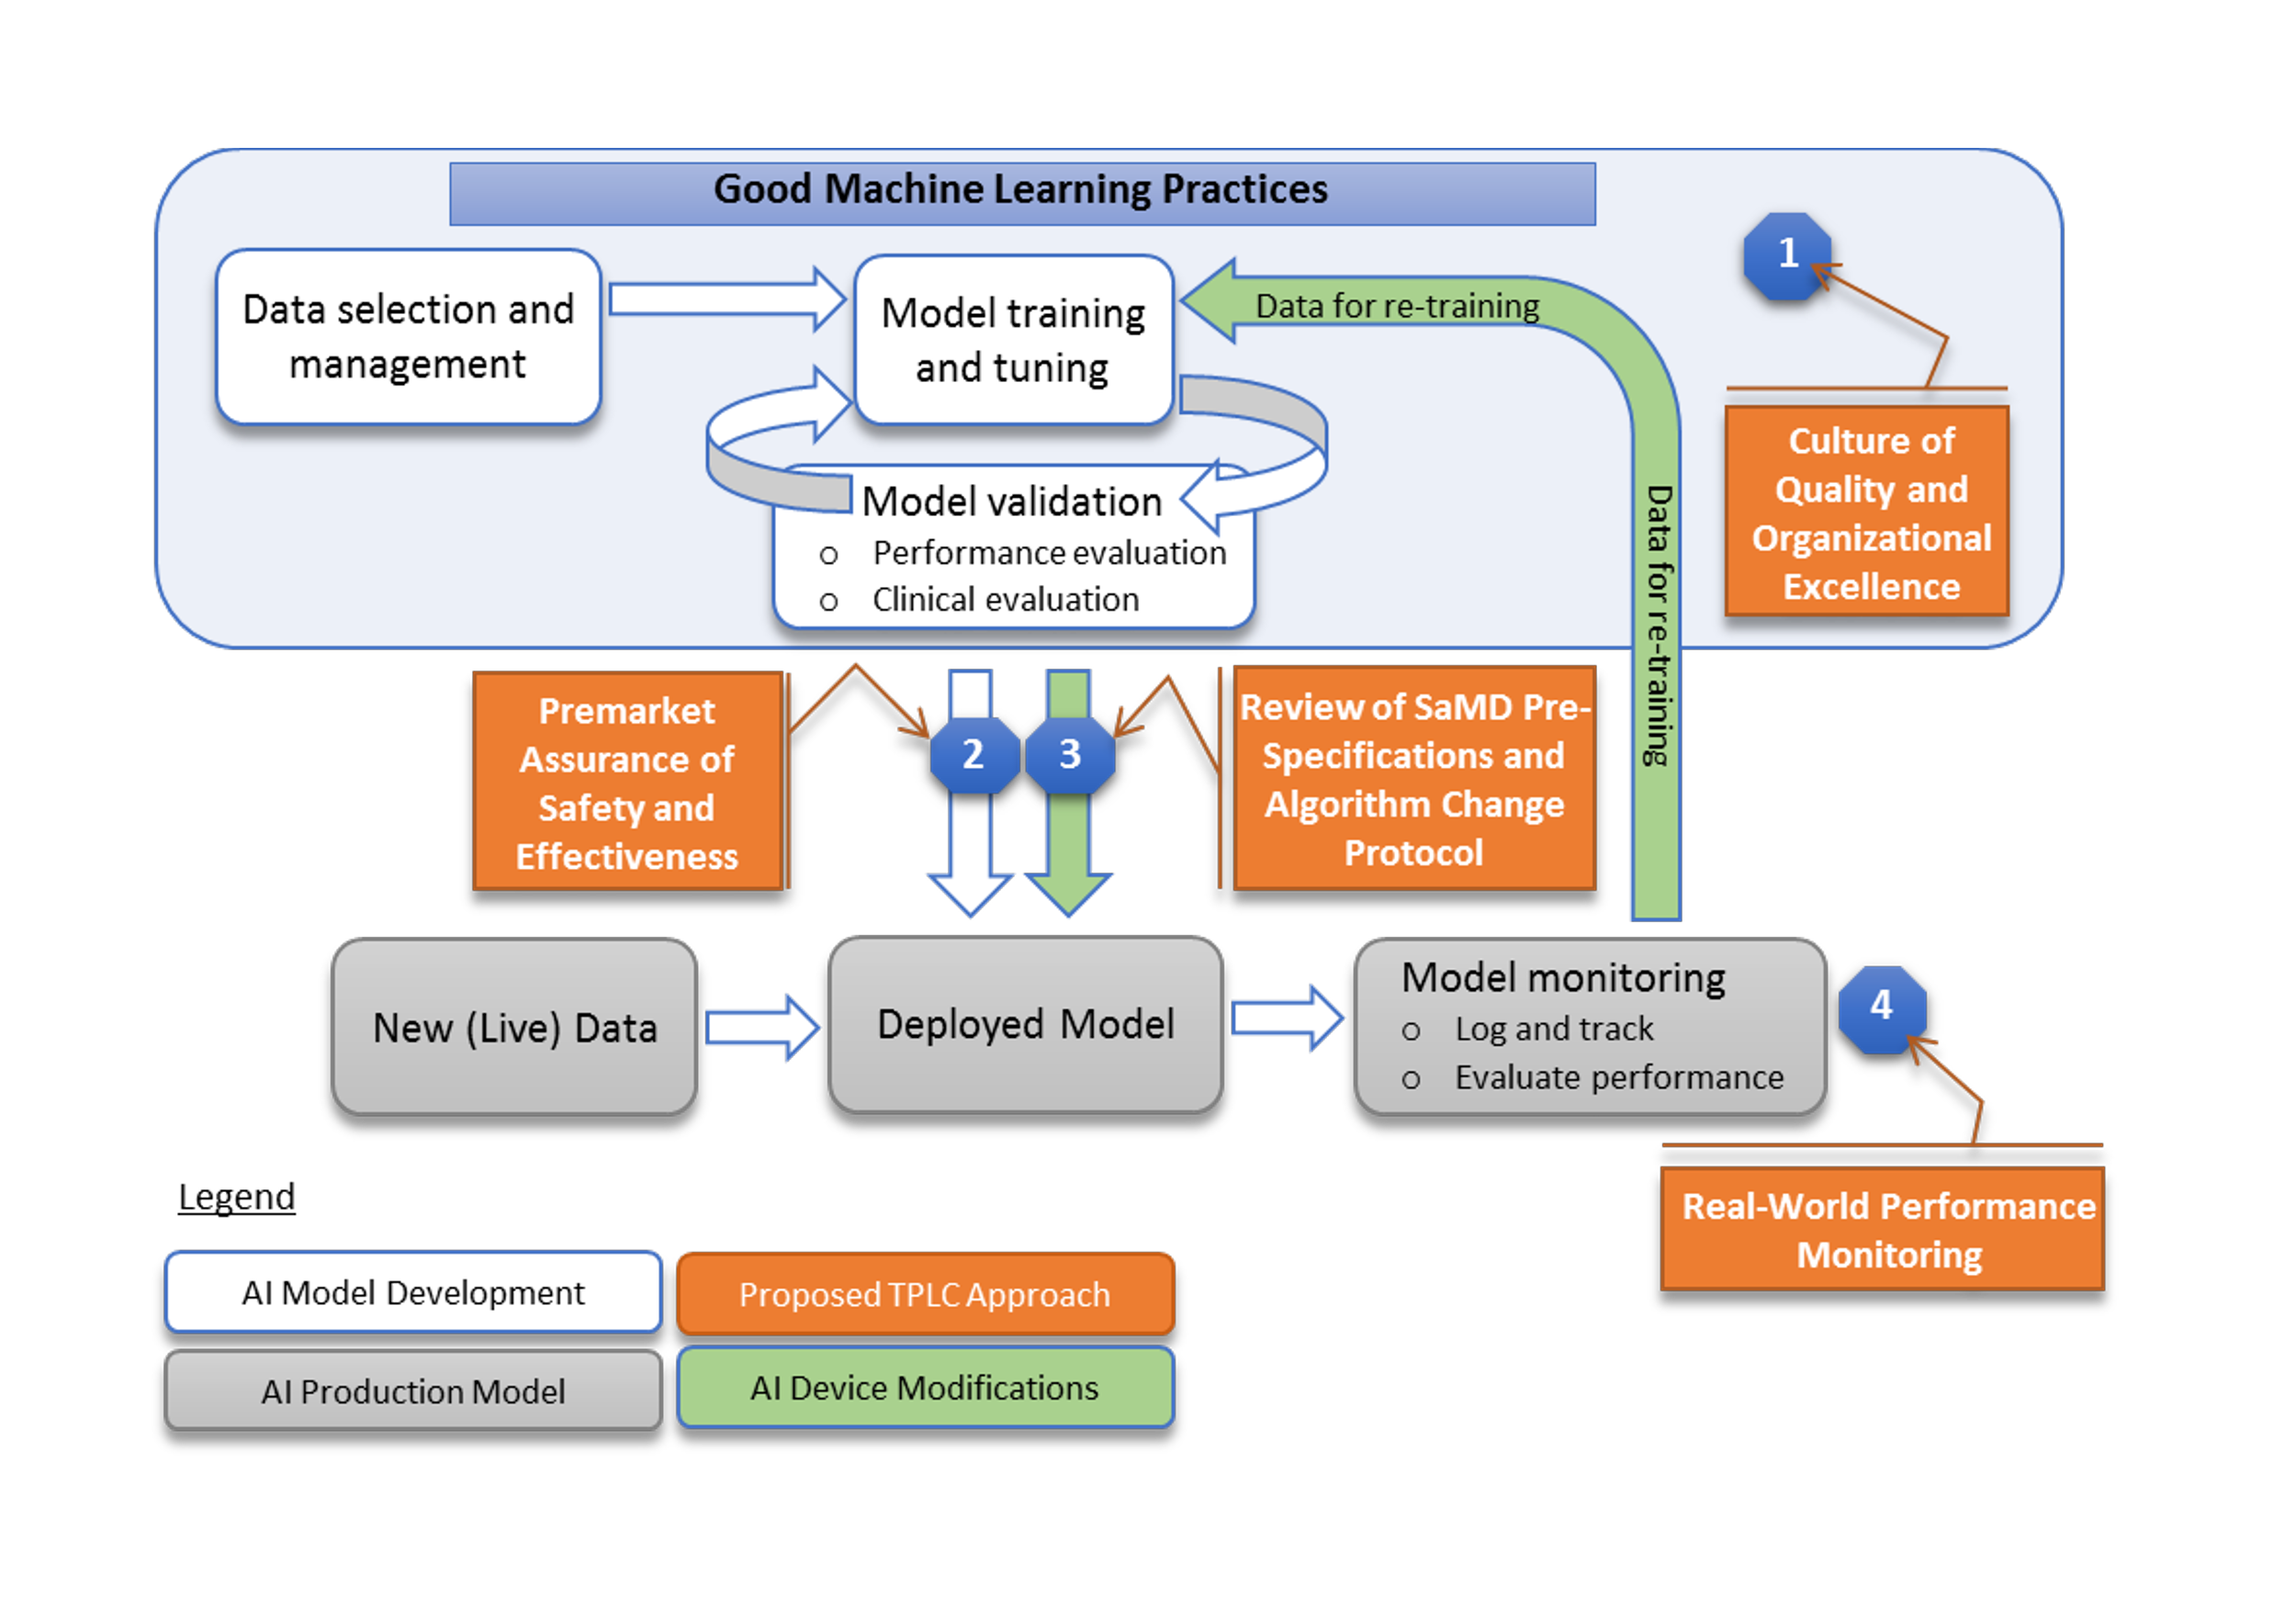 Good Machine Learning Practices
Data selection and
management
Model training
and tuning
Data for re-training
1
Culture of
Quality and
Organizational
Excellence
Model validation
o Performance evaluation
o Clinical evaluation
Data for re-training
Premarket
Assurance of
Safety and
Effectiveness
2
3
Review of SaMD Pre-
Specifications and
Algorithm Change
Protocol
New (Live) Data
Deployed Model
Model monitoring
o Log and track
o Evaluate performance
4
Real-World Performance
Monitoring
Legend
AI Model Development
Proposed TPLC Approach
AI Production Model
AI Device Modifications